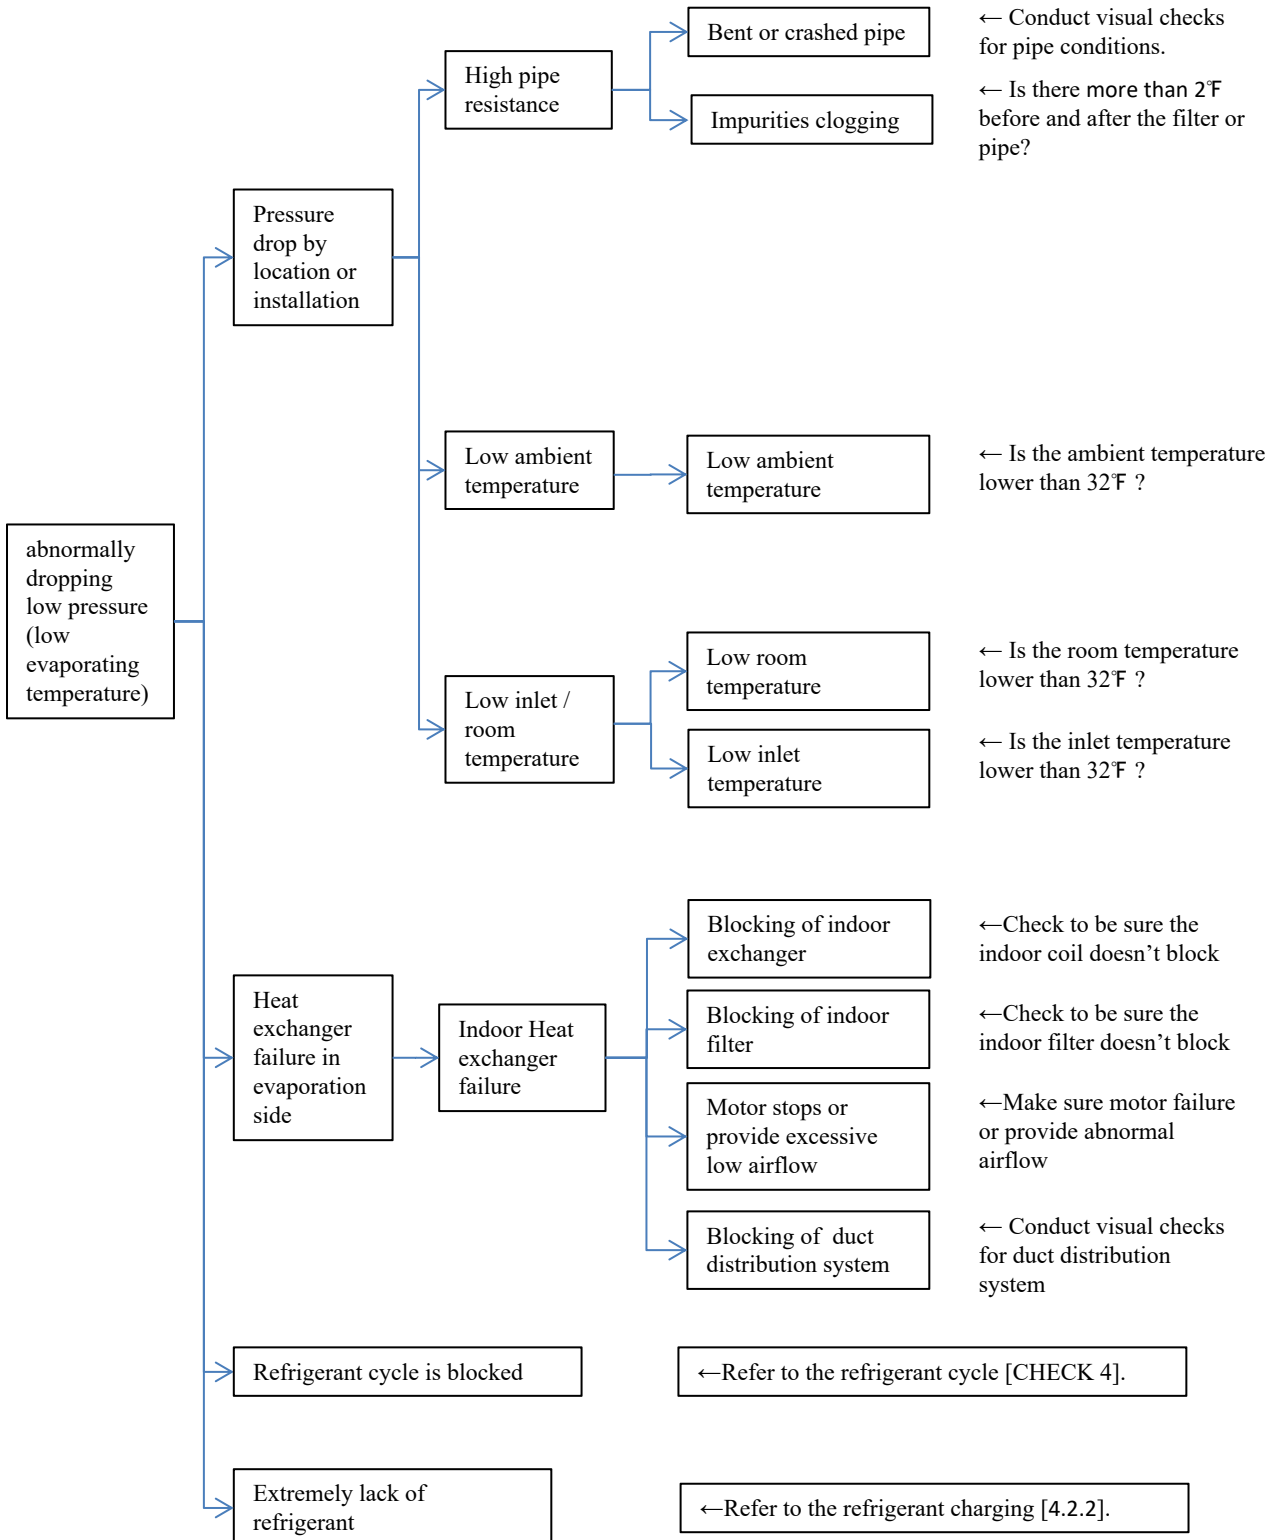 Bent or crashed pipe
← Conduct visual checks
for pipe conditions.
High pipe
resistance
Impurities clogging
← Is there more than 2℉
before and after the filter or
pipe?
Pressure
drop by
location or
installation
Low ambient
temperature
Low ambient
temperature
← Is the ambient temperature
lower than 32℉ ?
abnormally
dropping
low pressure
(low
evaporating
temperature)
Low inlet /
room
temperature
Low room
temperature
← Is the room temperature
lower than 32℉ ?
Low inlet
temperature
← Is the inlet temperature
lower than 32℉ ?
Heat
exchanger
failure in
evaporation
side
Indoor Heat
exchanger
failure
Blocking of indoor
exchanger
←Check to be sure the
indoor coil doesn’t block
Blocking of indoor
filter
←Check to be sure the
indoor filter doesn’t block
Motor stops or
provide excessive
low airflow
←Make sure motor failure
or provide abnormal
airflow
Blocking of  duct
distribution system
← Conduct visual checks
for duct distribution
system
Refrigerant cycle is blocked
←Refer to the refrigerant cycle [CHECK 4].
Extremely lack of
refrigerant
←Refer to the refrigerant charging [4.2.2].